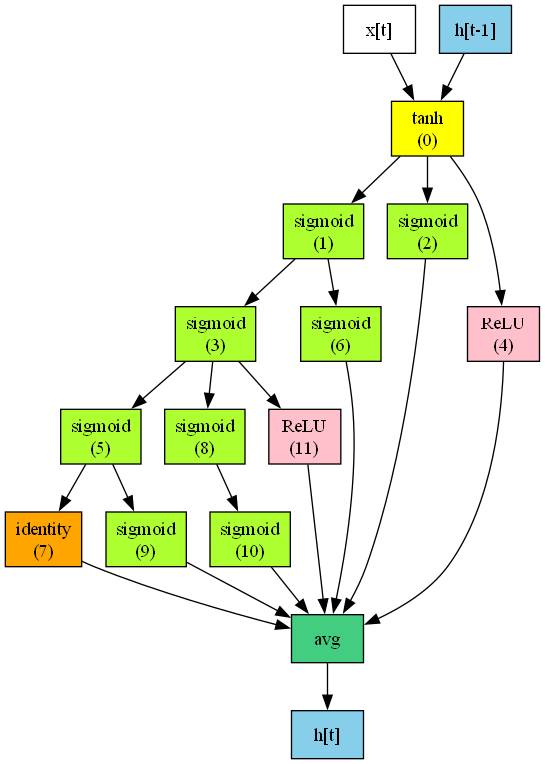 x[t]
h[t-1]
tanh
(0)
sigmoid
(1)
sigmoid
(2)
sigmoid
(3)
sigmoid
(6)
ReLU
(4)
sigmoid
(5)
sigmoid
(8)
ReLU
(11)
identity
(7)
sigmoid
(9)
sigmoid
(10)
avg
h[t]